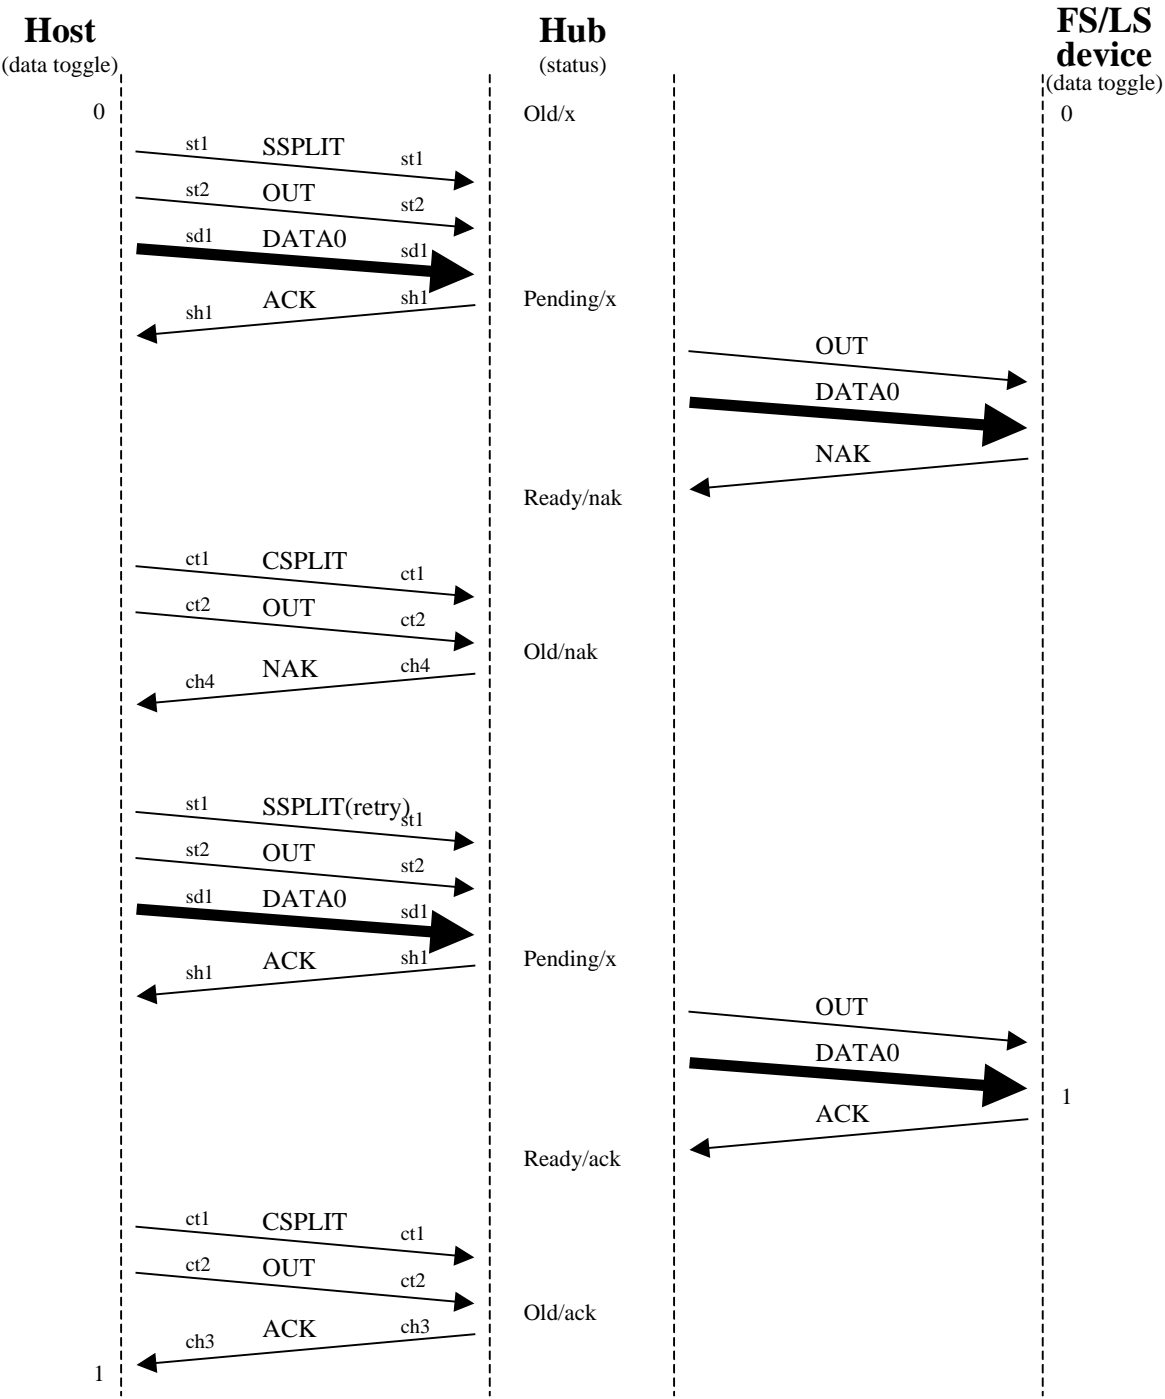 Host
(data toggle)
Hub
(status)
FS/LS
device
(data toggle)
0
Old/x
0
st1 SSPLIT st1
st2 OUT st2
sd1 DATA0 sd1
Pending/x
sh1 ACK sh1
OUT
DATA0
NAK
Ready/nak
ct1 CSPLIT ct1
ct2 OUT ct2
Old/nak
ch4 NAK ch4
st1 SSPLIT(retry) st1
st2 OUT st2
sd1 DATA0 sd1
Pending/x
sh1 ACK sh1
OUT
DATA0
1
ACK
Ready/ack
ct1 CSPLIT ct1
ct2 OUT ct2
Old/ack
ch3 ACK ch3
1